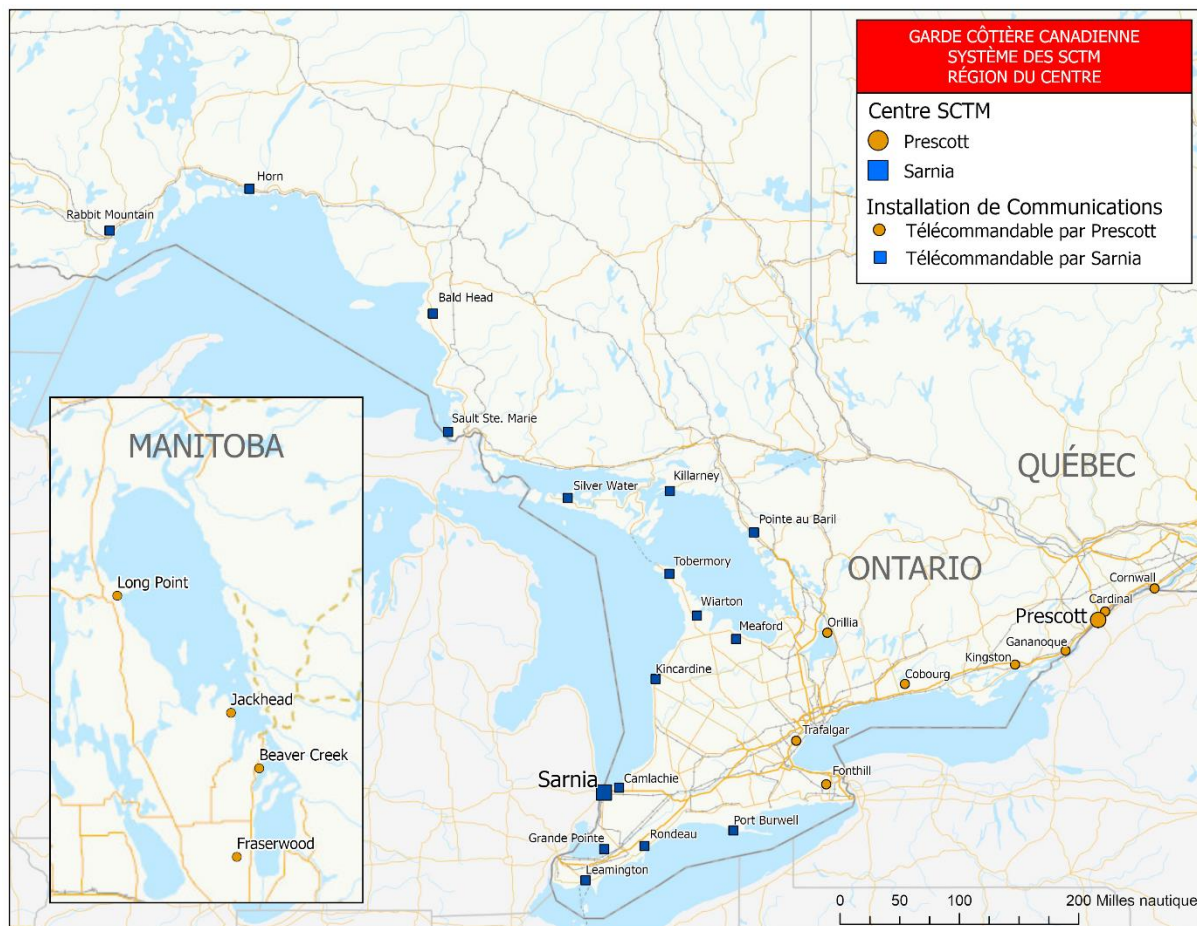 GARDE CÔTIÈRE CANADIENNE
SYSTÈME DES SCTM
RÉGION DU CENTRE
Centre SCTM
Prescott
Sarnia
Installation de Communications
Télécommandable par Prescott
Télécommandable par Sarnia
Horn
Rabbit Mountain
Bald Head
Sault Ste. Marie
MANITOBA
QUÉBEC
Killarney
Silver Water
Pointe au Baril
Tobermory
ONTARIO
Long Point
Cornwall
Cardinal
Prescott
Wiarton
Orillia
Meaford
Gananoque
Kingston
Kincardine
Cobourg
Jackhead
Trafalgar
Beaver Creek
Sarnia
Camlachie
Fonthill
Port Burwell
Grande Pointe
Rondeau
Fraserwood
Leamington
0 50 100 200 Milles nautique